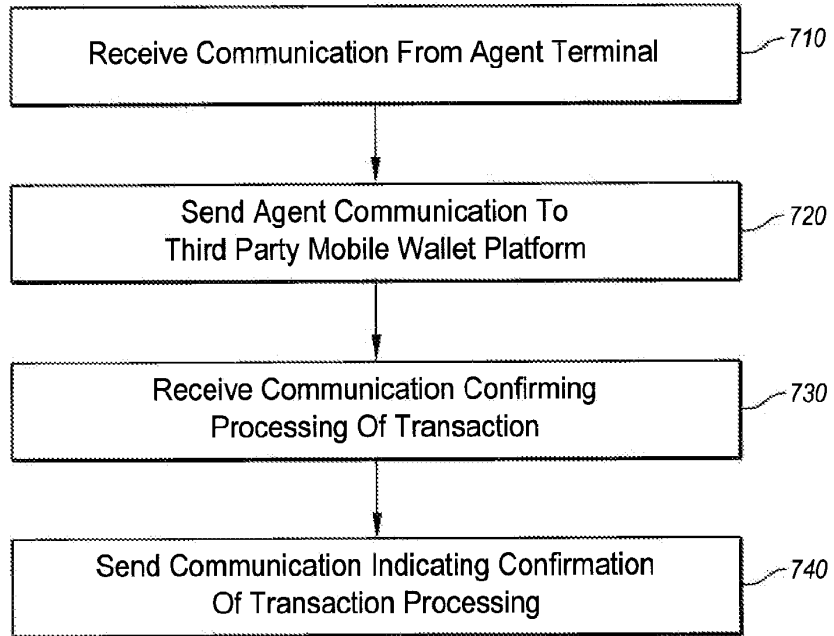 Receive Communication From Agent Terminal
710
Send Agent Communication To
Third Party Mobile Wallet Platform
720
Receive Communication Confirming
Processing Of Transaction
730
Send Communication Indicating Confirmation
Of Transaction Processing
740